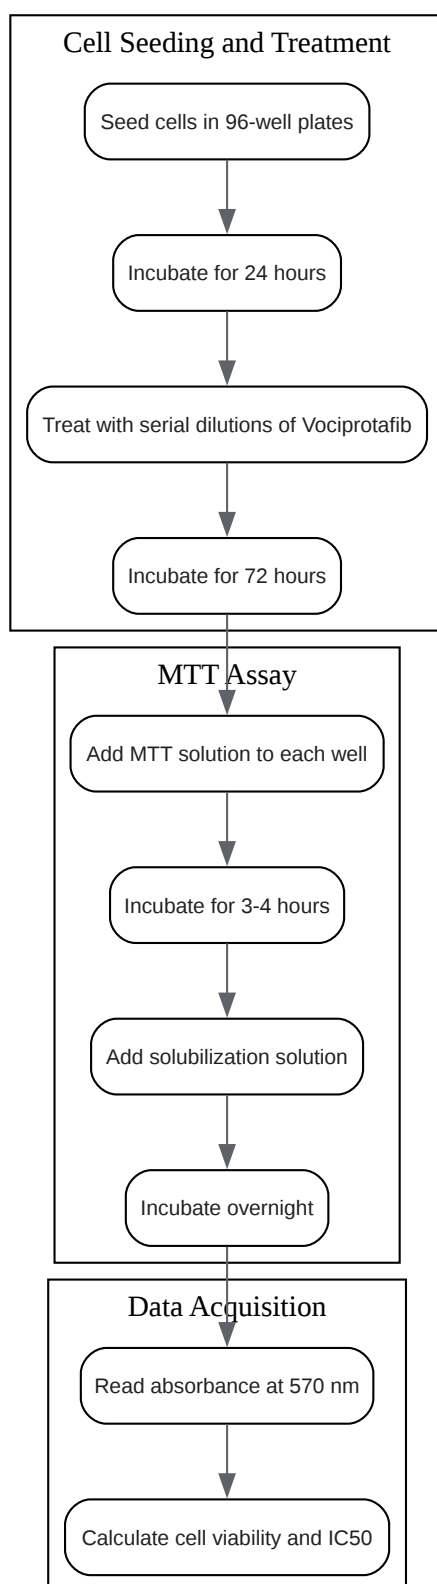 Cell Seeding and Treatment
Seed cells in 96-well plates
Incubate for 24 hours
Treat with serial dilutions of Vociprotafib
Incubate for 72 hours
MTT Assay
Add MTT solution to each well
Incubate for 3-4 hours
Add solubilization solution
Incubate overnight
Data Acquisition
Read absorbance at 570 nm
Calculate cell viability and IC50